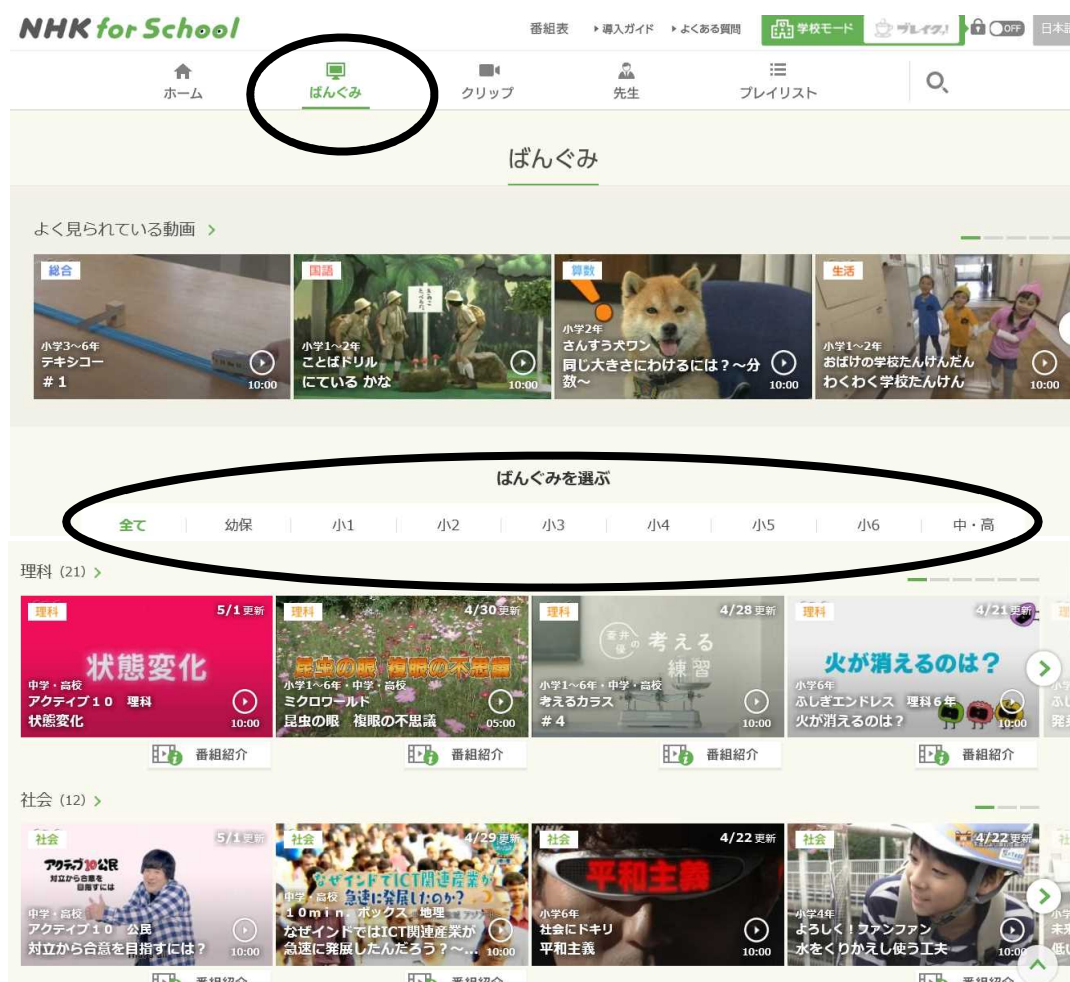 NHK for School
番組表 導入ガイド よくある質問 学校モード ブレイク! OFF 日本語
ホーム ばんぐみ クリップ 先生 プレイリスト
ばんぐみ
よく見られている動画
総合
小学3～6年
テキシコー
＃１
10:00
国語
小学1～2年
ことばドリル
にている かな
10:00
算数
小学2年
さんすう犬ワン
同じ大きさにわけるには？～分
数～
10:00
生活
小学1～2年
おばけの学校たんけんだん
わくわく学校たんけん
10:00
ばんぐみを選ぶ
全て 幼保 小1 小2 小3 小4 小5 小6 中・高
理科（21）
理科 5/1更新
状態変化
中学・高校
アクティブ１０ 理科
状態変化
10:00
理科 4/30更新
昆虫の眼 複眼の不思議
小学1～6年・中学・高校
ミクロワールド
昆虫の眼 複眼の不思議
05:00
理科 4/28更新
蒼井優の 考える
練習
小学1～6年・中学・高校
考えるカラス
＃４
10:00
理科 4/21更新
火が消えるのは？
小学6年
ふしぎエンドレス 理科６年
火が消えるのは？
10:00
番組紹介 番組紹介 番組紹介 番組紹介
社会（12）
社会 5/1更新
アクティブ10公民
対立から合意を
目指すには
中学・高校
アクティブ１０ 公民
対立から合意を目指すには？
10:00
社会 4/29更新
なぜインドでICT関連産業が
急速に発展したのか？
中学・高校
１０ｍｉｎ．ボックス 地理
なぜインドではICT関連産業が
急速に発展したんだろう？～...
10:00
NHK
社会 4/22更新
平和主義
小学6年
社会にドキリ
平和主義
10:00
社会 4/22更新
小学4年
よろしく！ファンファン
水をくりかえし使う工夫
10:00
番組紹介 番組紹介 番組紹介